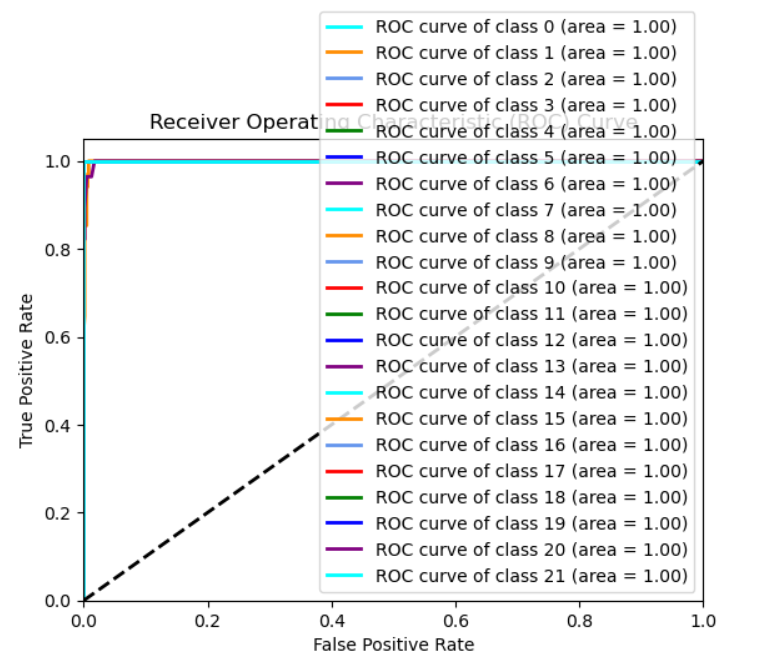 ROC curve of class 0 (area = 1.00)
ROC curve of class 1 (area = 1.00)
ROC curve of class 2 (area = 1.00)
ROC curve of class 3 (area = 1.00)
Receiver Operating Characteristic (ROC) Curve
ROC curve of class 4 (area = 1.00)
ROC curve of class 5 (area = 1.00)
ROC curve of class 6 (area = 1.00)
ROC curve of class 7 (area = 1.00)
ROC curve of class 8 (area = 1.00)
ROC curve of class 9 (area = 1.00)
ROC curve of class 10 (area = 1.00)
ROC curve of class 11 (area = 1.00)
ROC curve of class 12 (area = 1.00)
ROC curve of class 13 (area = 1.00)
ROC curve of class 14 (area = 1.00)
ROC curve of class 15 (area = 1.00)
ROC curve of class 16 (area = 1.00)
ROC curve of class 17 (area = 1.00)
ROC curve of class 18 (area = 1.00)
ROC curve of class 19 (area = 1.00)
ROC curve of class 20 (area = 1.00)
ROC curve of class 21 (area = 1.00)
True Positive Rate
1.0
0.8
0.6
0.4
0.2
0.0
0.0 0.2 0.4 0.6 0.8 1.0
False Positive Rate